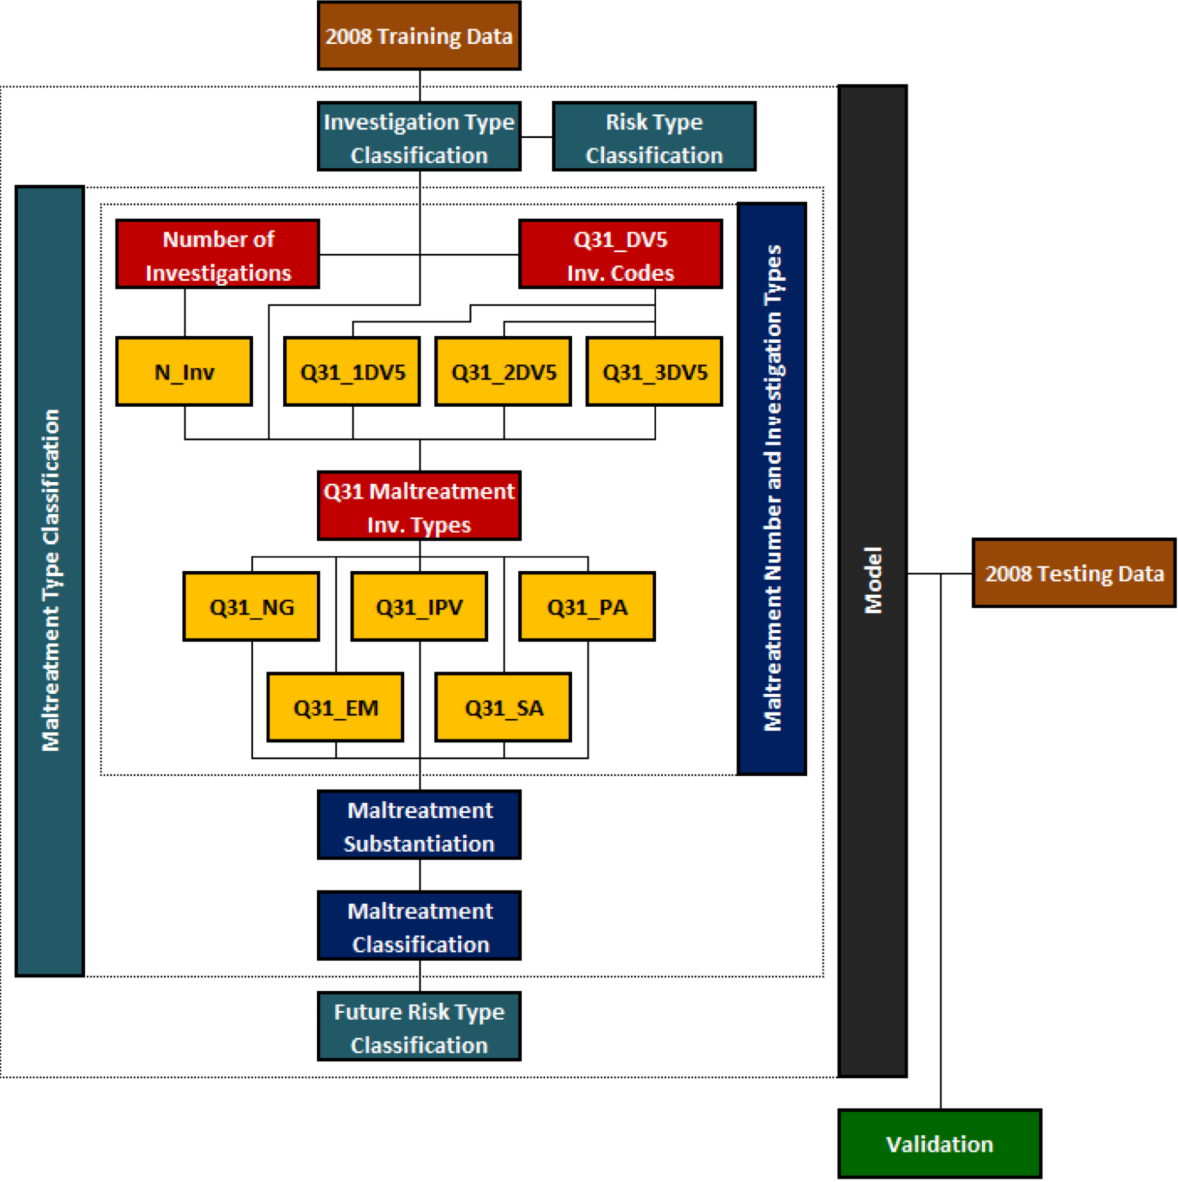 2008 Training Data
Investigation Type
Classification
Risk Type
Classification
Maltreatment Type Classification
Number of
Investigations
Q31_DV5
Inv. Codes
Maltreatment Number and Investigation Types
N_Inv
Q31_1DV5
Q31_2DV5
Q31_3DV5
Q31 Maltreatment
Inv. Types
Q31_NG
Q31_IPV
Q31_PA
Q31_EM
Q31_SA
Maltreatment
Substantiation
Maltreatment
Classification
Future Risk Type
Classification
Model
2008 Testing Data
Validation